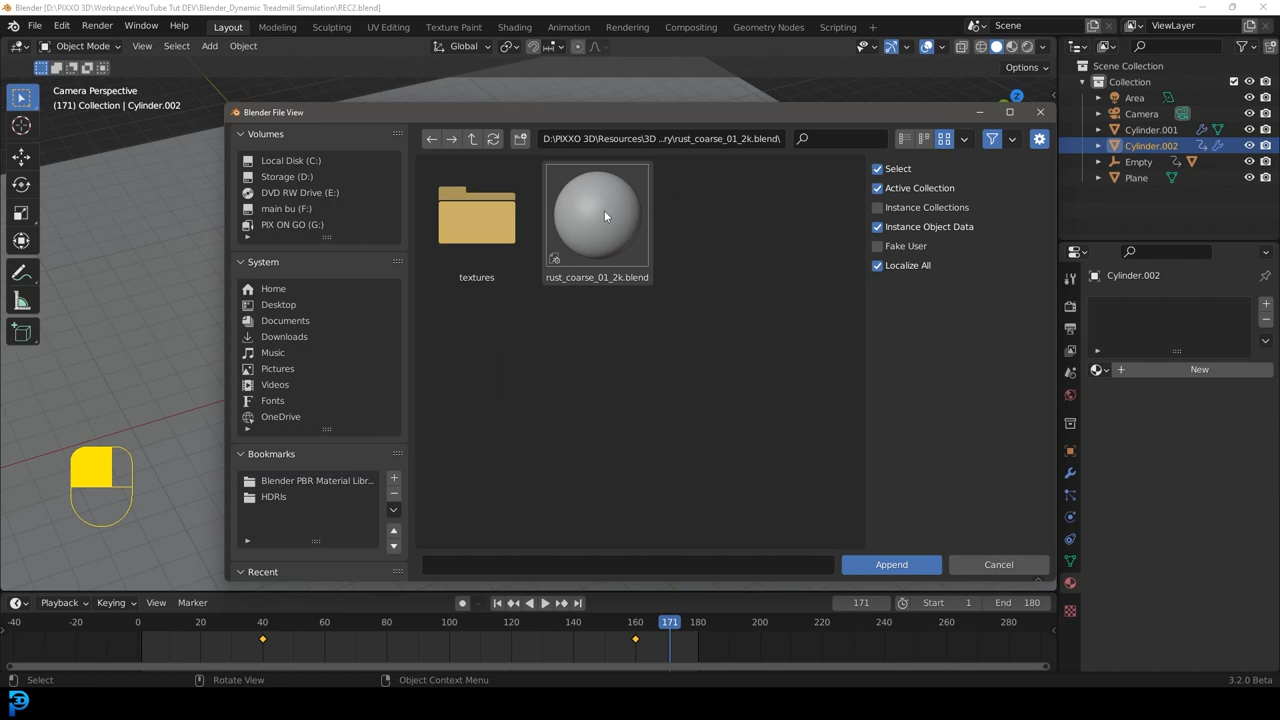 Blender [D:\PIXXO 3D\Workspace\YouTube Tut DEV\Blender_Dynamic Treadmill Simulation\REC2.blend]
File Edit Render Window Help Layout Modeling Sculpting UV Editing Texture Paint Shading Animation Rendering Compositing Geometry Nodes Scripting + Scene ViewLayer
Object Mode View Select Add Object Global
Options
Camera Perspective
(171) Collection | Cylinder.002
Z
Scene Collection
Collection
Area
Camera
Cylinder.001
Cylinder.002
Empty
Plane
Blender File View
Volumes
Local Disk (C:)
Storage (D:)
DVD RW Drive (E:)
main bu (F:)
PIX ON GO (G:)
System
Home
Desktop
Documents
Downloads
Music
Pictures
Videos
Fonts
OneDrive
Bookmarks
Blender PBR Material Libr...
HDRIs
Recent
D:\PIXXO 3D\Resources\3D ...ry\rust_coarse_01_2k.blend\
textures
rust_coarse_01_2k.blend
Select
Active Collection
Instance Collections
Instance Object Data
Fake User
Localize All
Append Cancel
Cylinder.002
New
Playback Keying View Marker 171 Start 1 End 180
-40 -20 0 20 40 60 80 100 120 140 160 171 180 200 220 240 260 280
Select Rotate View Object Context Menu 3.2.0 Beta